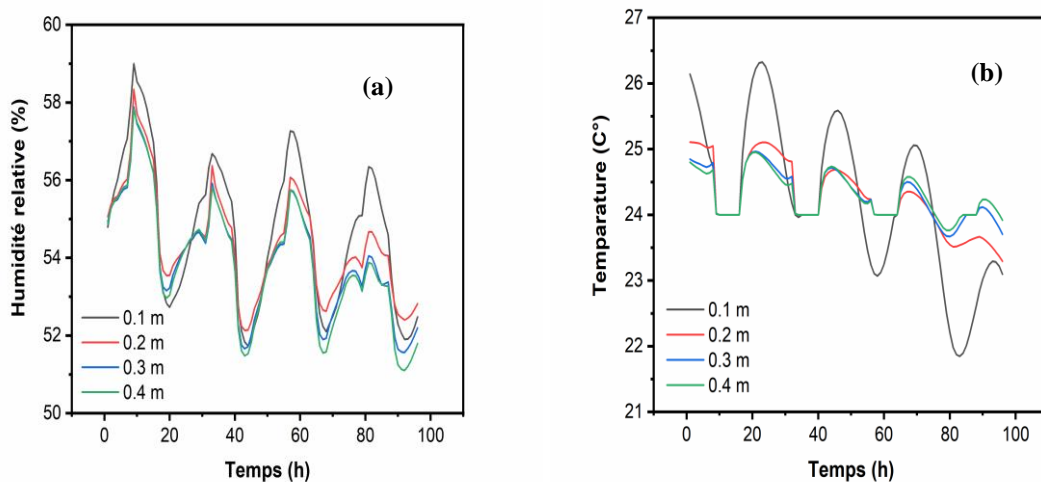 (a)
Humidité relative (%)
60
58
56
54
52
50
0.1 m
0.2 m
0.3 m
0.4 m
0 20 40 60 80 100
Temps (h)
(b)
Temparature (C°)
27
26
25
24
23
22
21
0.1 m
0.2 m
0.3 m
0.4 m
0 20 40 60 80 100
Temps (h)